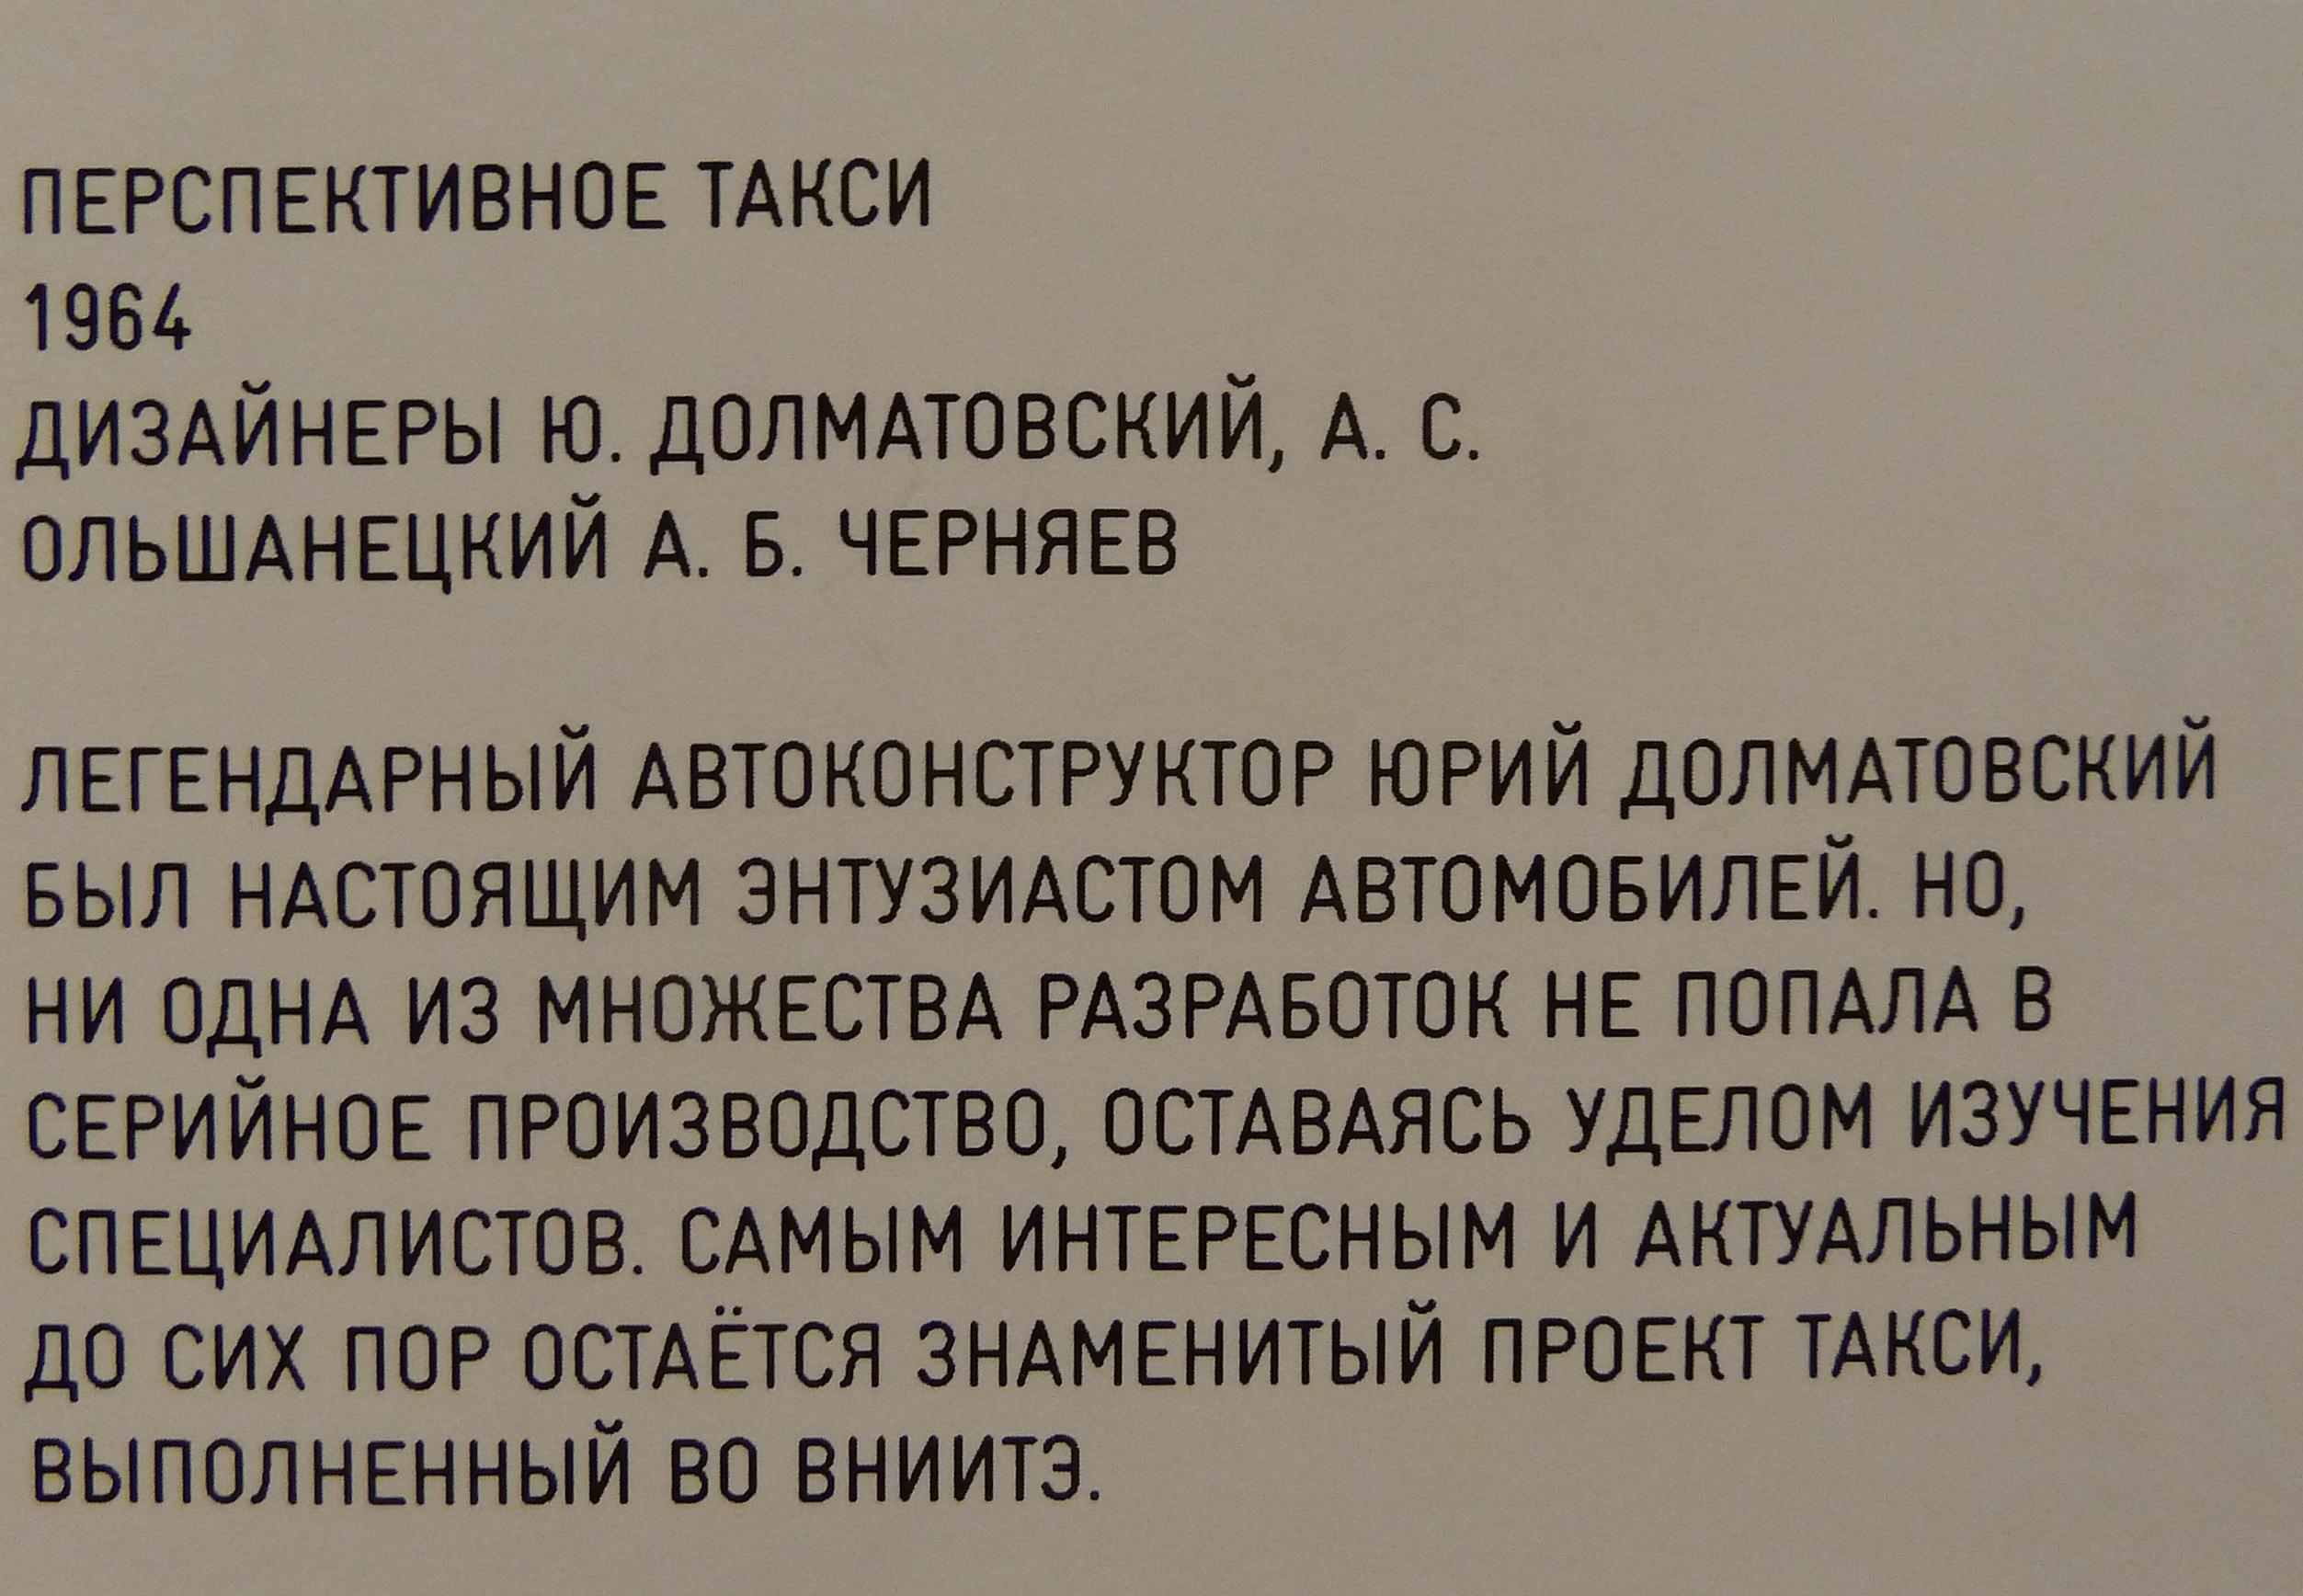 ПЕРСПЕКТИВНОЕ ТАКСИ
1964
ДИЗАЙНЕРЫ Ю. ДОЛМАТОВСКИЙ, А. С.
ОЛЬШАНЕЦКИЙ А. Б. ЧЕРНЯЕВ
ЛЕГЕНДАРНЫЙ АВТОКОНСТРУКТОР ЮРИЙ ДОЛМАТОВСКИЙ
БЫЛ НАСТОЯЩИМ ЭНТУЗИАСТОМ АВТОМОБИЛЕЙ. НО,
НИ ОДНА ИЗ МНОЖЕСТВА РАЗРАБОТОК НЕ ПОПАЛА В
СЕРИЙНОЕ ПРОИЗВОДСТВО, ОСТАВАЯСЬ УДЕЛОМ ИЗУЧЕНИЯ
СПЕЦИАЛИСТОВ. САМЫМ ИНТЕРЕСНЫМ И АКТУАЛЬНЫМ
ДО СИХ ПОР ОСТАЁТСЯ ЗНАМЕНИТЫЙ ПРОЕКТ ТАКСИ,
ВЫПОЛНЕННЫЙ ВО ВНИИТЭ.